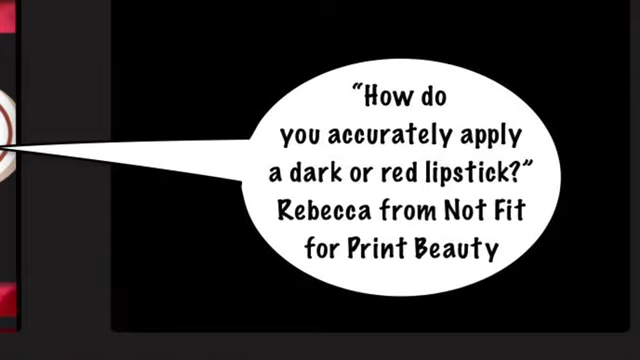 “How do
you accurately apply
a dark or red lipstick?”
Rebecca from Not Fit
for Print Beauty